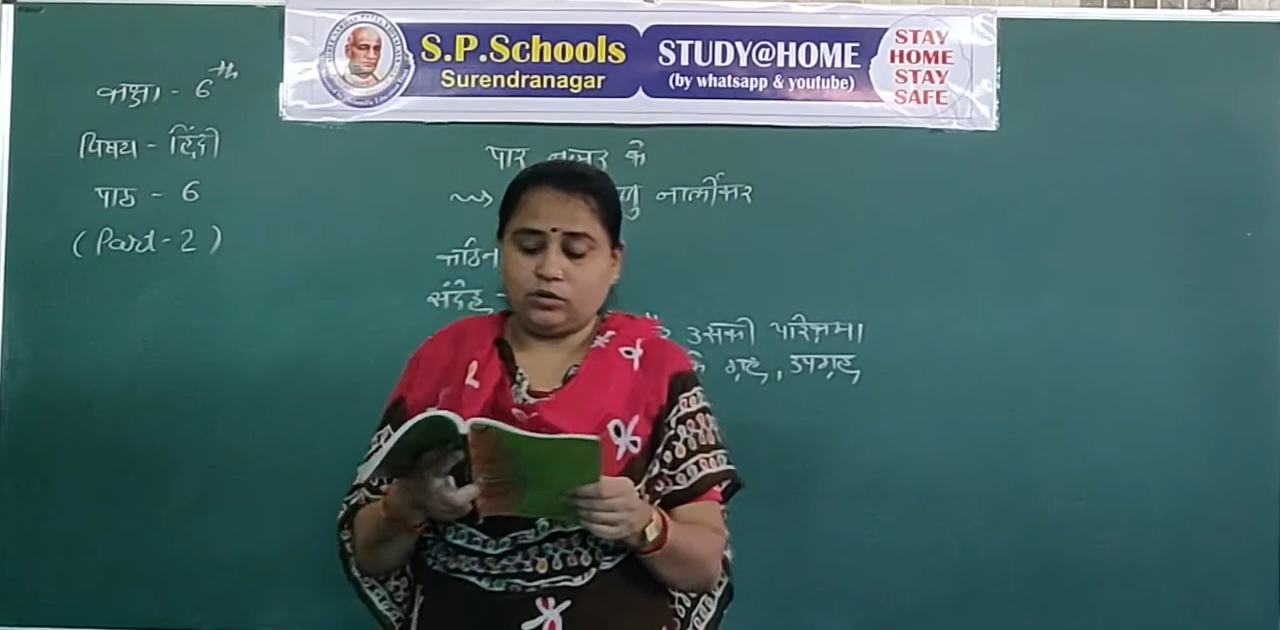 S.P.Schools
Surendranagar
STUDY@HOME
(by whatsapp & youtube)
STAY
HOME
STAY
SAFE
कक्षा - 6th
विषय - हिंदी
पाठ - 6
(Part-2)
पार नज़र के
नार्लीकर
कठिन
संदेह -
उसकी परिक्रमा
के ग्रह, उपग्रह